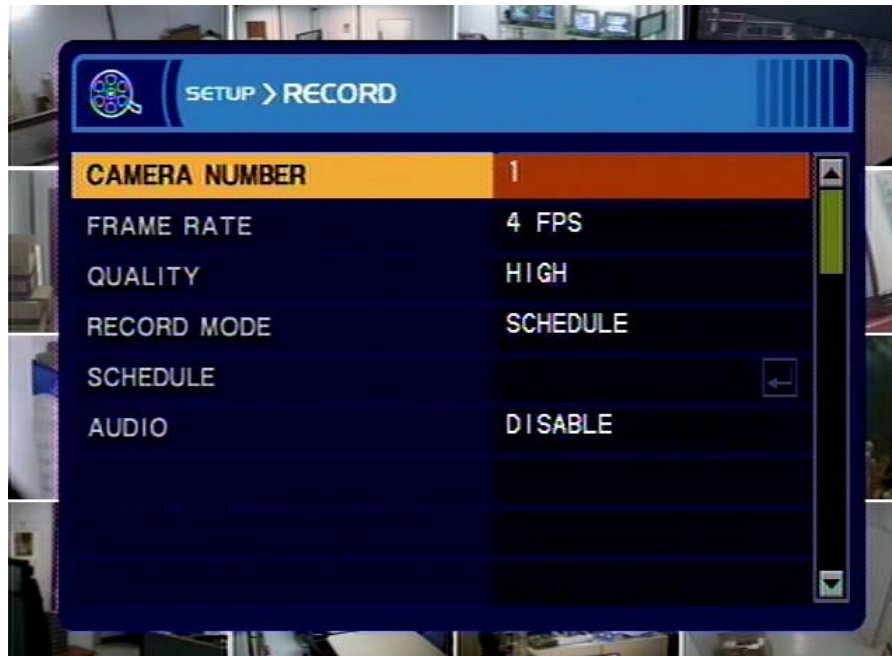 SETUP > RECORD
CAMERA NUMBER 1
FRAME RATE 4 FPS
QUALITY HIGH
RECORD MODE SCHEDULE
SCHEDULE
AUDIO DISABLE